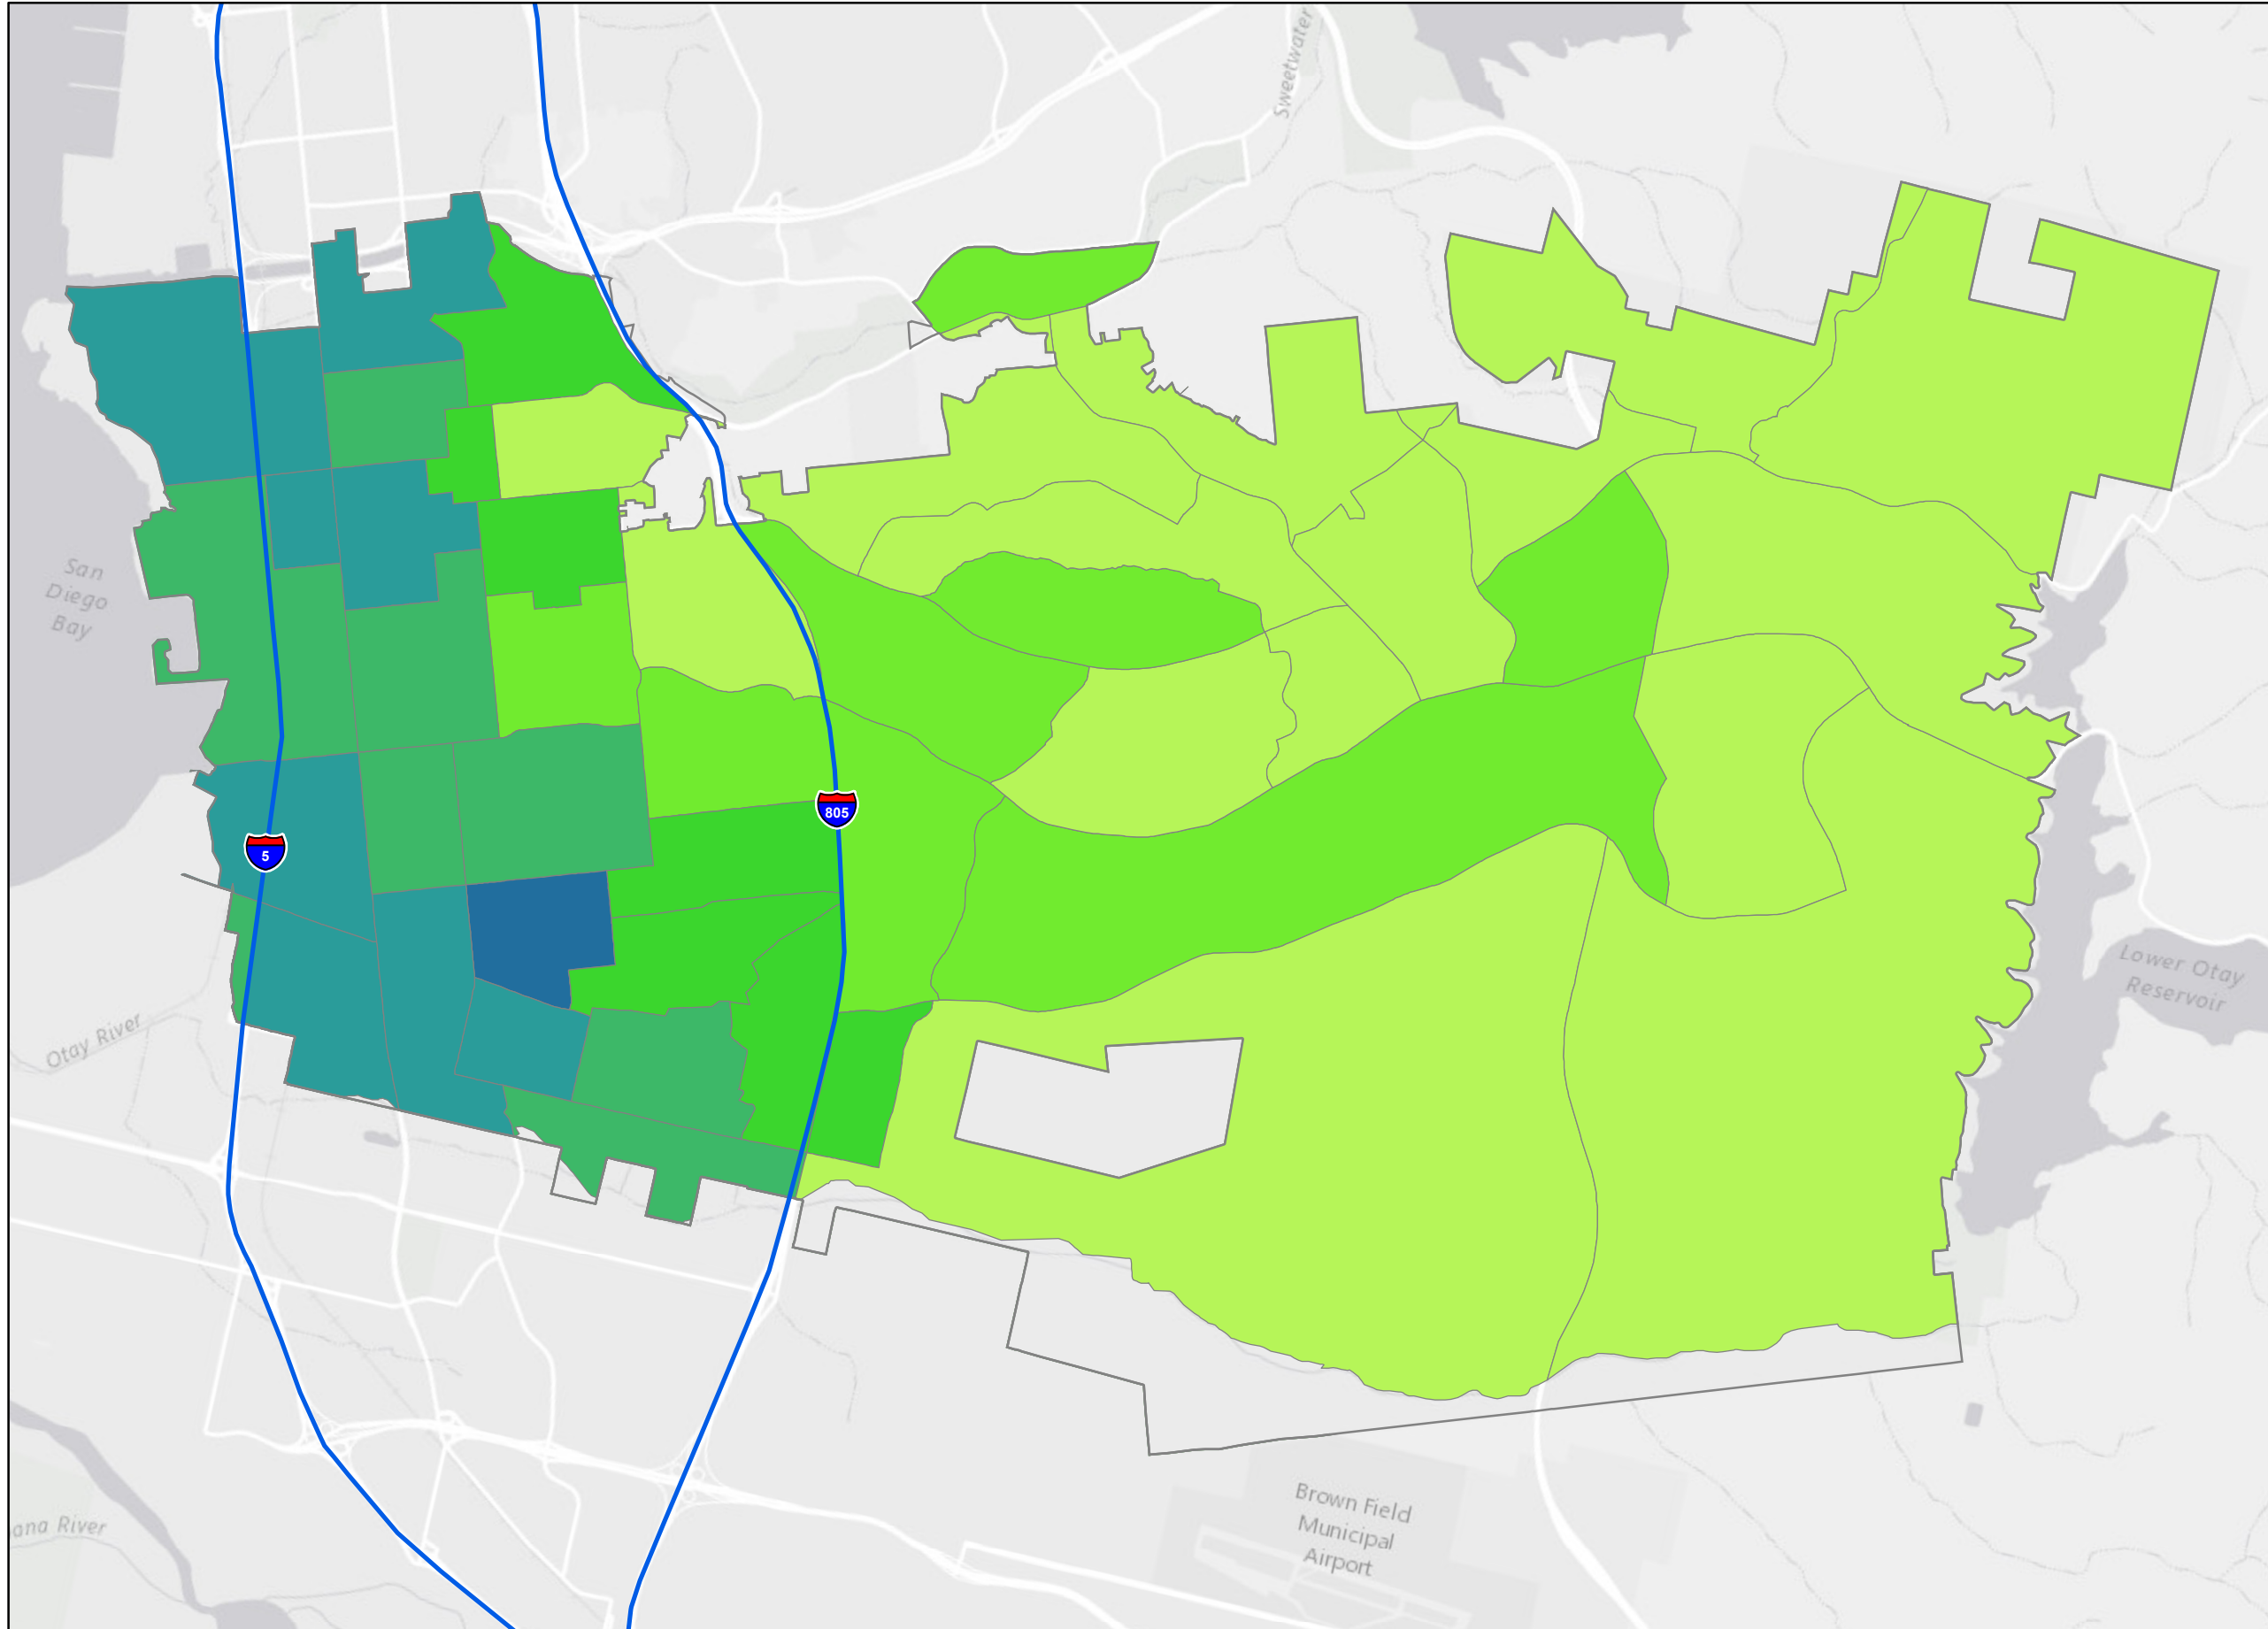 Sweetwater
San
Diego
Bay
805
5
Lower Otay
Reservoir
Otay River
Brown Field
Municipal
Airport
ana River